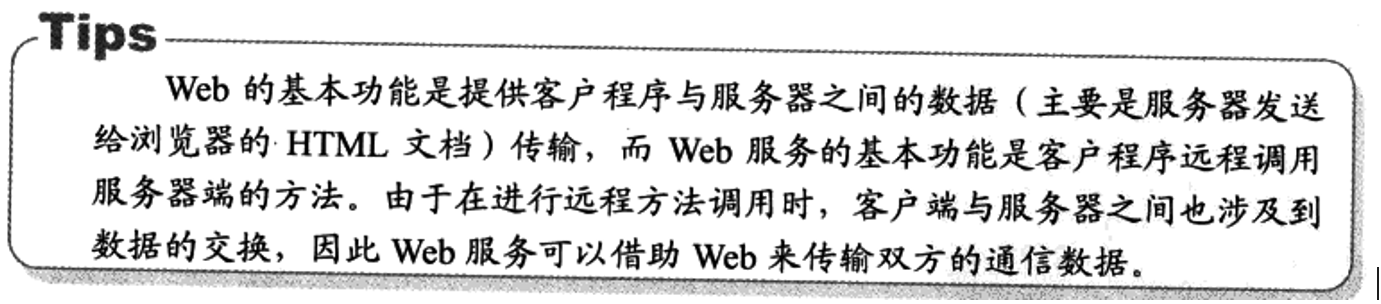 Tips
Web 的基本功能是提供客户程序与服务器之间的数据（主要是服务器发送
给浏览器的 HTML 文档）传输，而 Web 服务的基本功能是客户程序远程调用
服务器端的方法。由于在进行远程方法调用时，客户端与服务器之间也涉及到
数据的交换，因此 Web 服务可以借助 Web 来传输双方的通信数据。